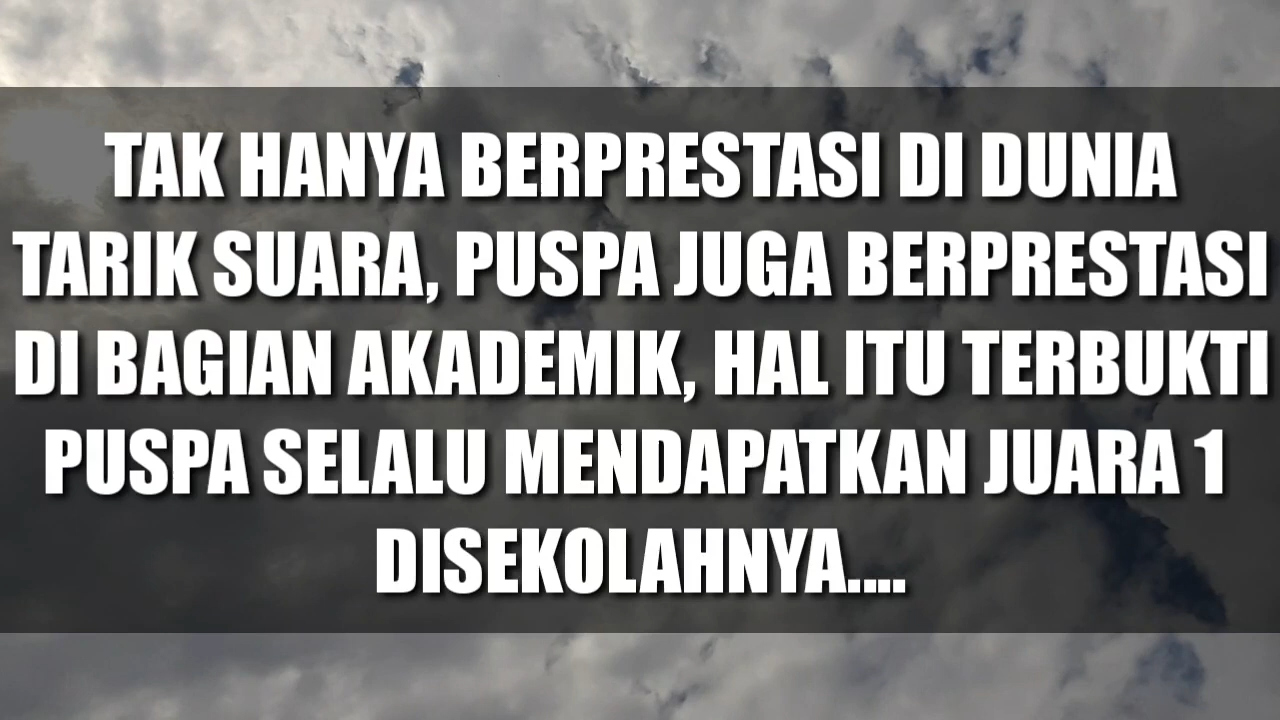 TAK HANYA BERPRESTASI DI DUNIA
TARIK SUARA, PUSPA JUGA BERPRESTASI
DI BAGIAN AKADEMIK, HAL ITU TERBUKTI
PUSPA SELALU MENDAPATKAN JUARA 1
DISEKOLAHNYA....